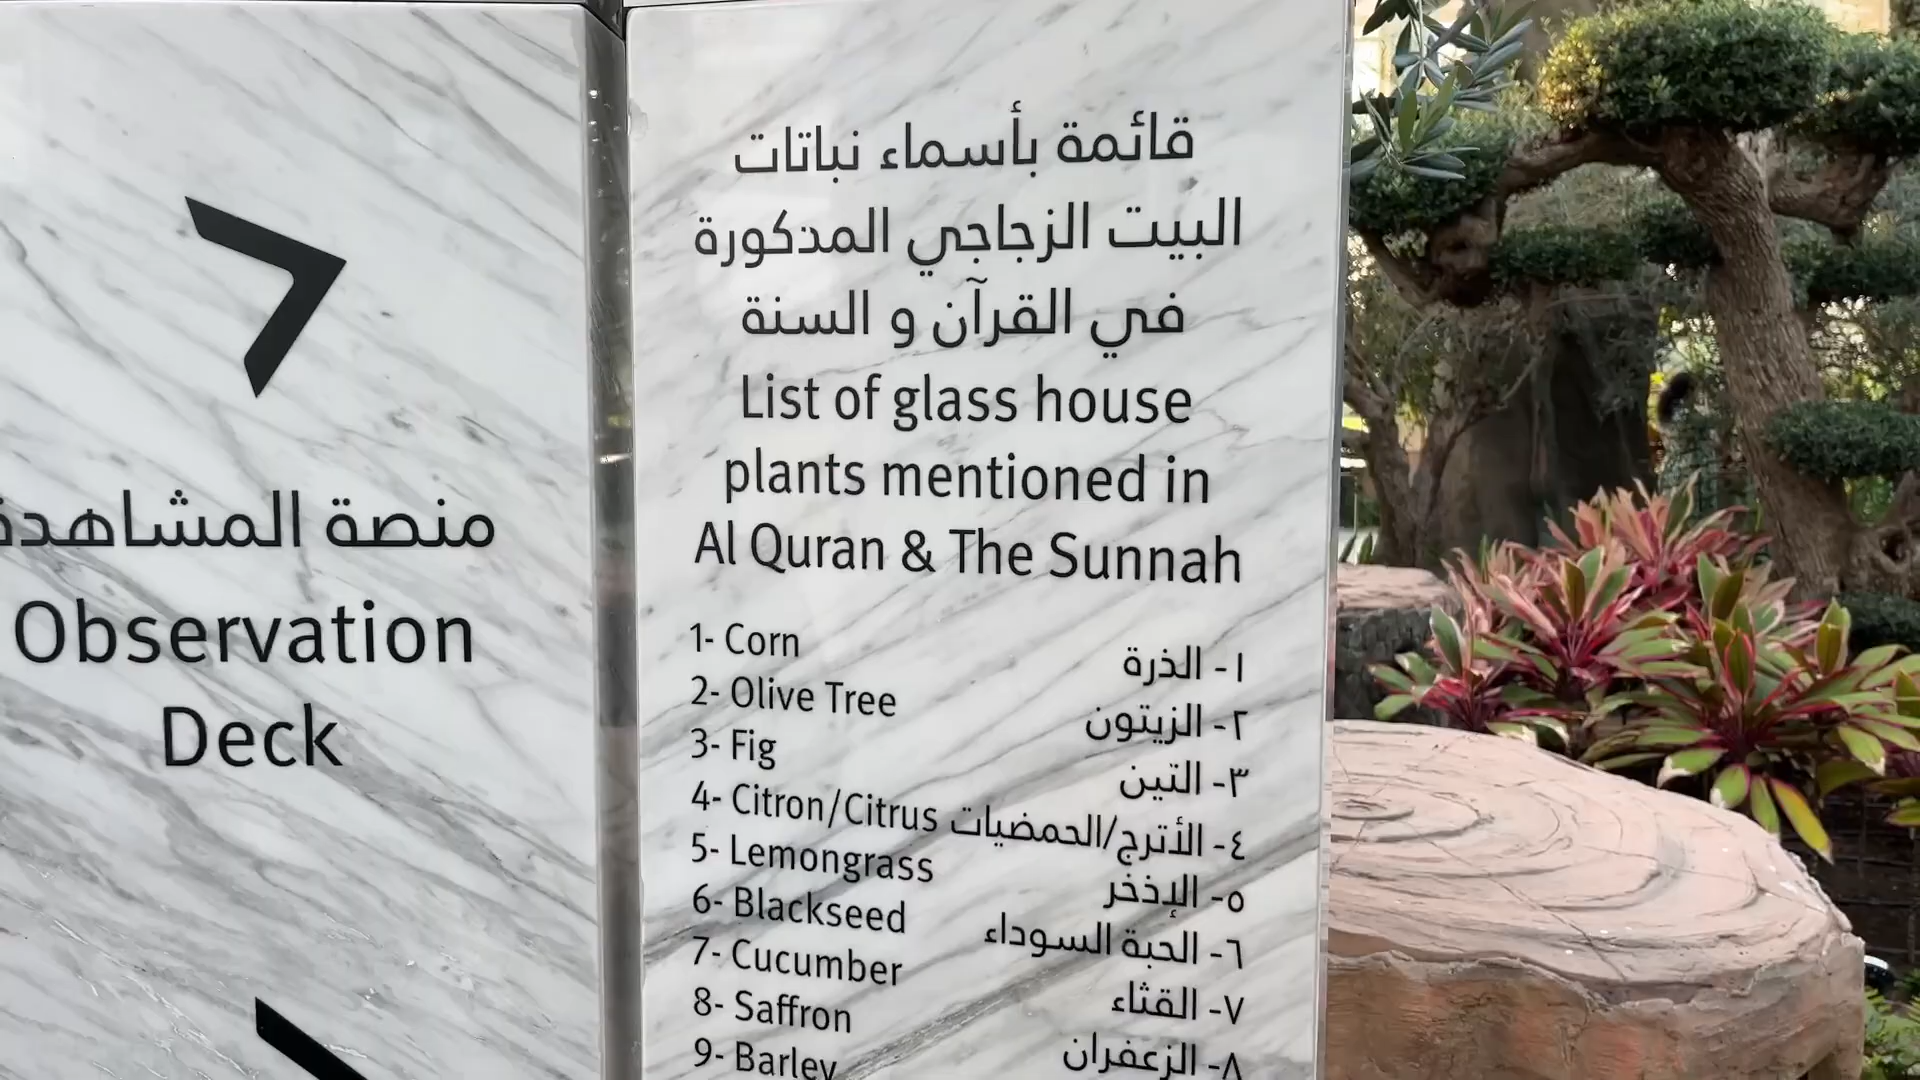 منصة المشاهدة
Observation
Deck
قائمة بأسماء نباتات
البيت الزجاجي المذكورة
في القرآن و السنة
List of glass house
plants mentioned in
Al Quran & The Sunnah
1- Corn
١- الذرة
2- Olive Tree
٢- الزيتون
3- Fig
٣- التين
4- Citron/Citrus
٤- الأترج/الحمضيات
5- Lemongrass
٥- الإذخر
6- Blackseed
٦- الحبة السوداء
7- Cucumber
٧- القثاء
8- Saffron
٨- الزعفران
9- Barley